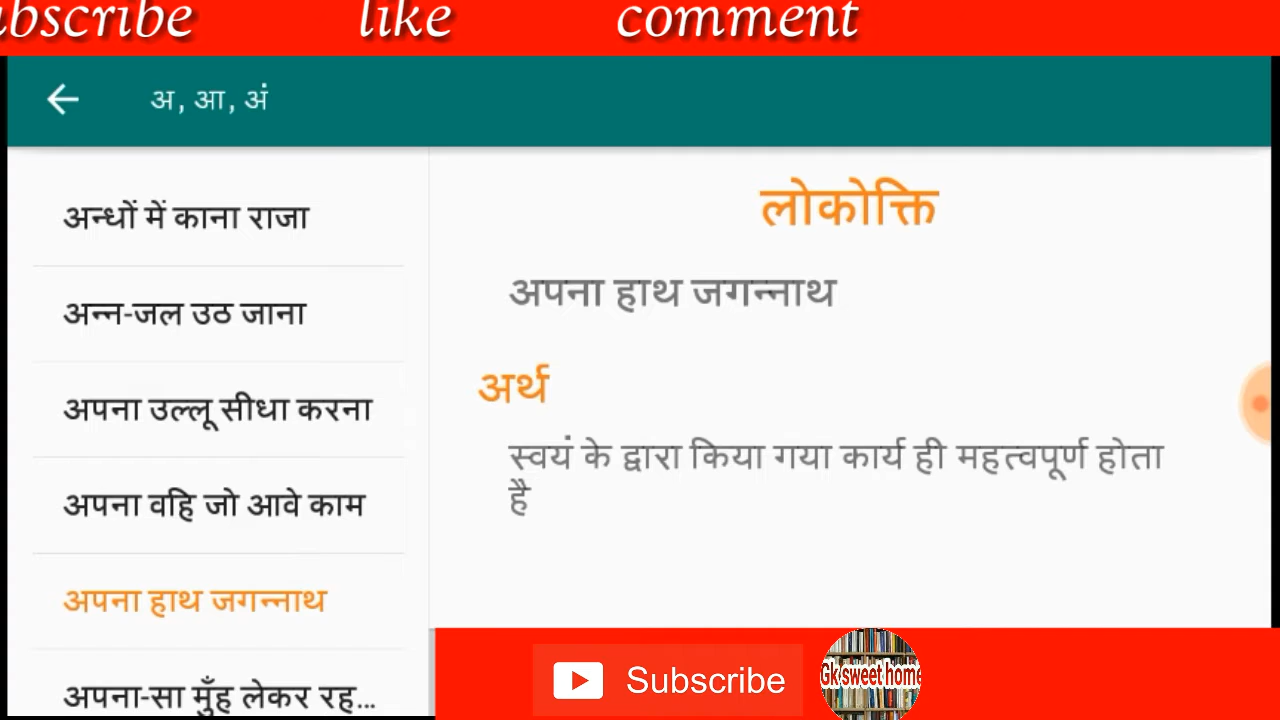 ubscribe like comment
अ, आ, अं
अन्धों में काना राजा
अन्न-जल उठ जाना
अपना उल्लू सीधा करना
अपना वहि जो आवे काम
अपना हाथ जगन्नाथ
अपना-सा मुँह लेकर रह...
लोकोक्ति
अपना हाथ जगन्नाथ
अर्थ
स्वयं के द्वारा किया गया कार्य ही महत्वपूर्ण होता
है
Subscribe
Gk sweet home